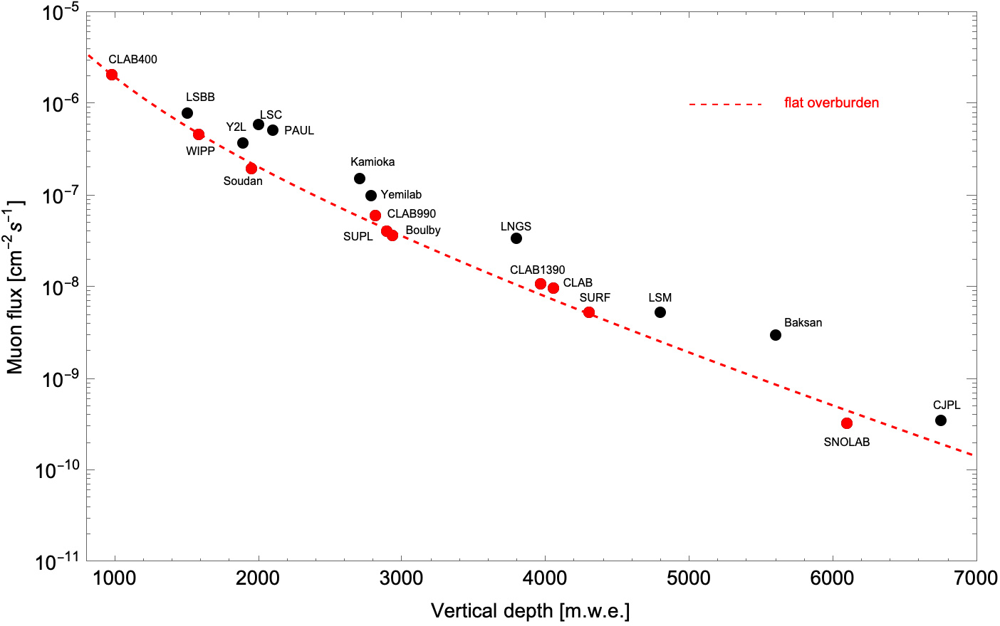 10−5
CLAB400
10−6
LSBB
flat overburden
LSC
Y2L
PAUL
WIPP
Kamioka
Soudan
10−7
Yemilab
CLAB990
LNGS
Boulby
SUPL
Muon flux [cm−2 s−1]
CLAB1390
CLAB
10−8
SURF
LSM
Baksan
10−9
CJPL
SNOLAB
10−10
10−11
1000 2000 3000 4000 5000 6000 7000
Vertical depth [m.w.e.]